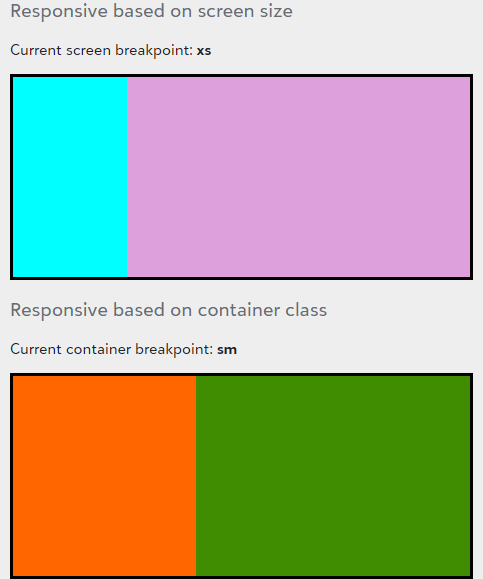 Responsive based on screen size
Current screen breakpoint: xs
Responsive based on container class
Current container breakpoint: sm